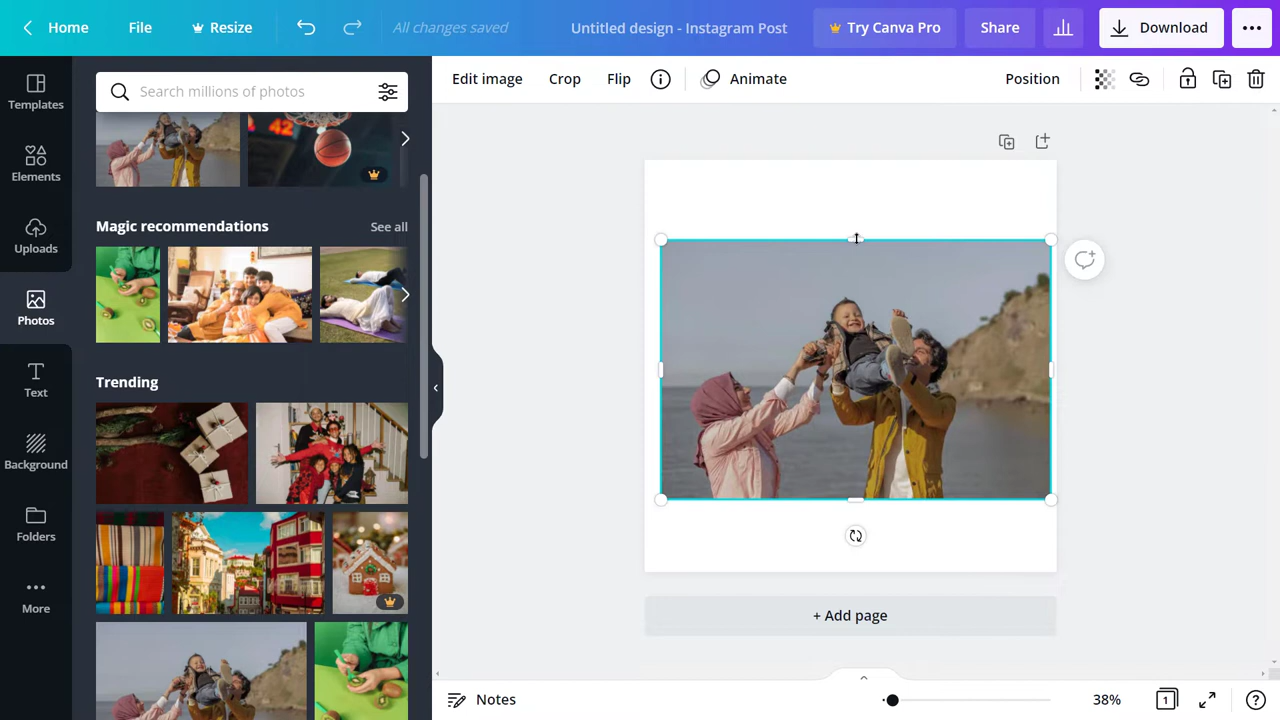 Home File Resize All changes saved Untitled design - Instagram Post Try Canva Pro Share Download
Templates
Elements
Uploads
Photos
Text
Background
Folders
More
Search millions of photos
42
Magic recommendations See all
Trending
Edit image Crop Flip Animate Position
+ Add page
Notes 38% 1